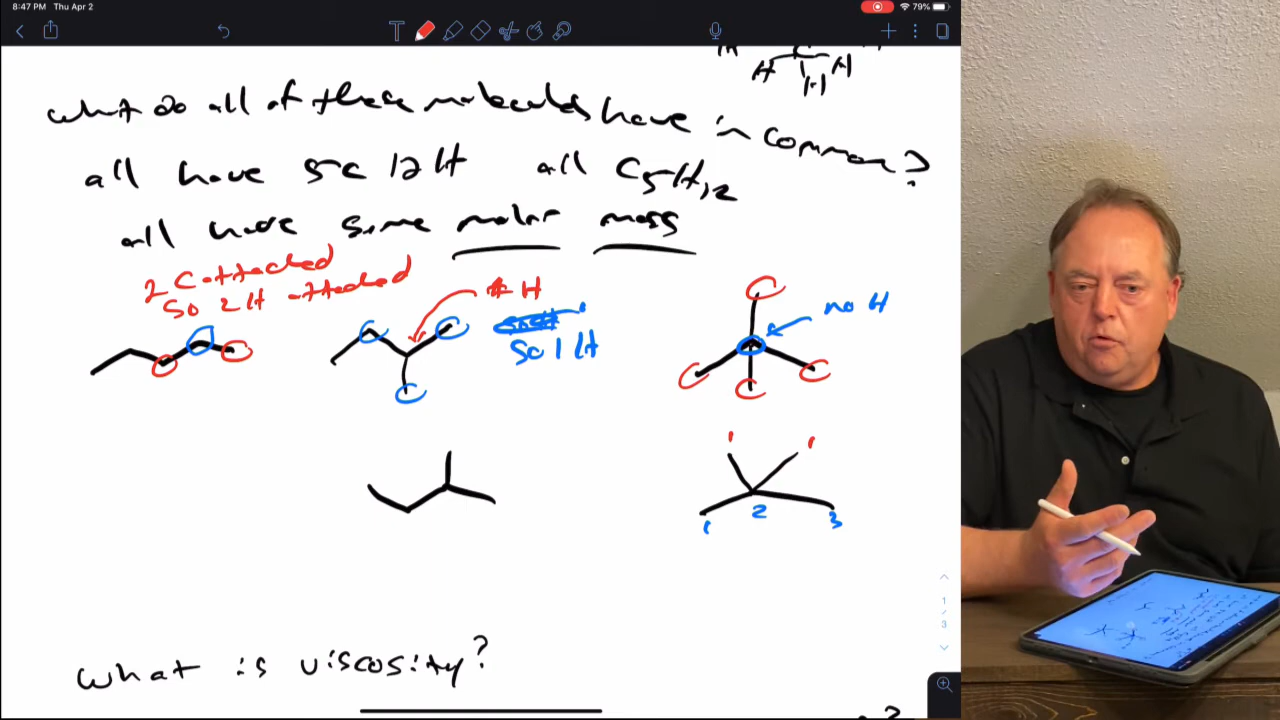 8:47 PM Thu Apr 2
79%
T
H
C
H
H
What do all of these molecules have in common?
all have 5C 12H all C5H12
all have same molar mass
2 C attached
so 2H attached
H
so 1H
no H
C
C
C
C
1
1
1
2
3
1
/
3
What is viscosity?
?